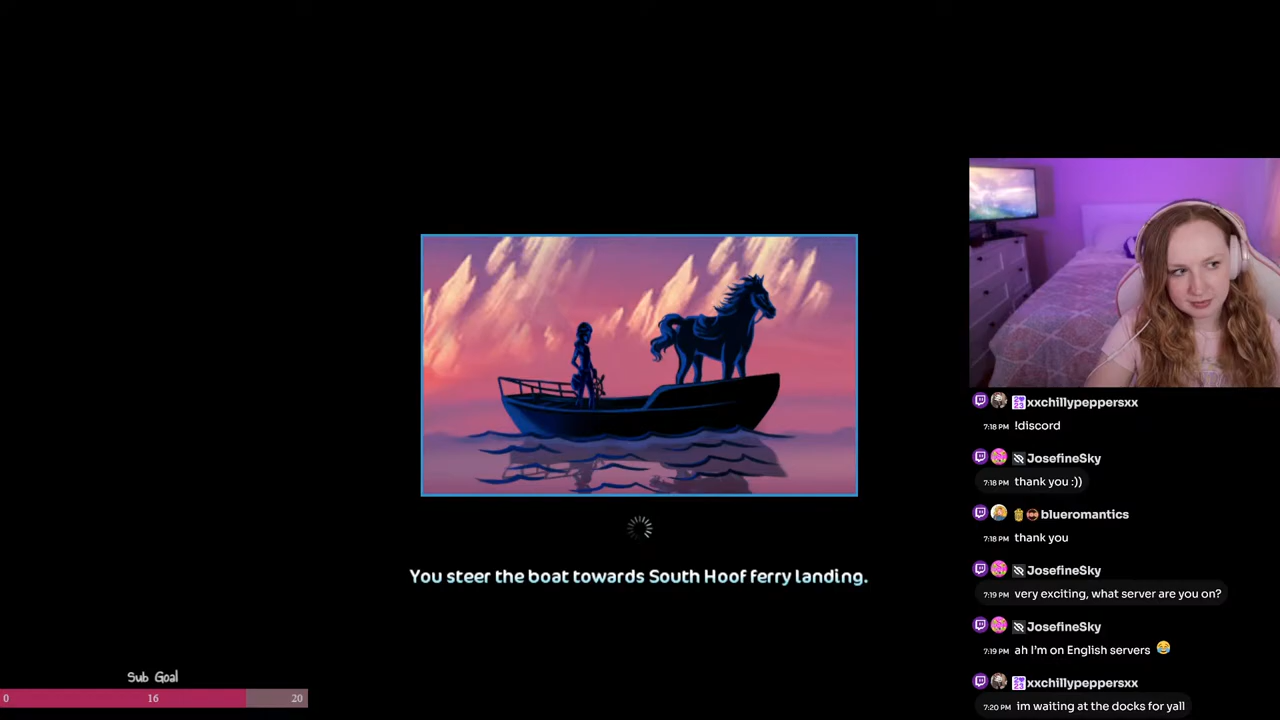 xxchillypeppersxx
7:18 PM !discord
JosefineSky
7:18 PM thank you :))
blueromantics
7:18 PM thank you
JosefineSky
7:19 PM very exciting, what server are you on?
JosefineSky
7:19 PM ah I'm on English servers 😂
xxchillypeppersxx
7:20 PM im waiting at the docks for yall
You steer the boat towards South Hoof ferry landing.
Sub Goal
0 16 20